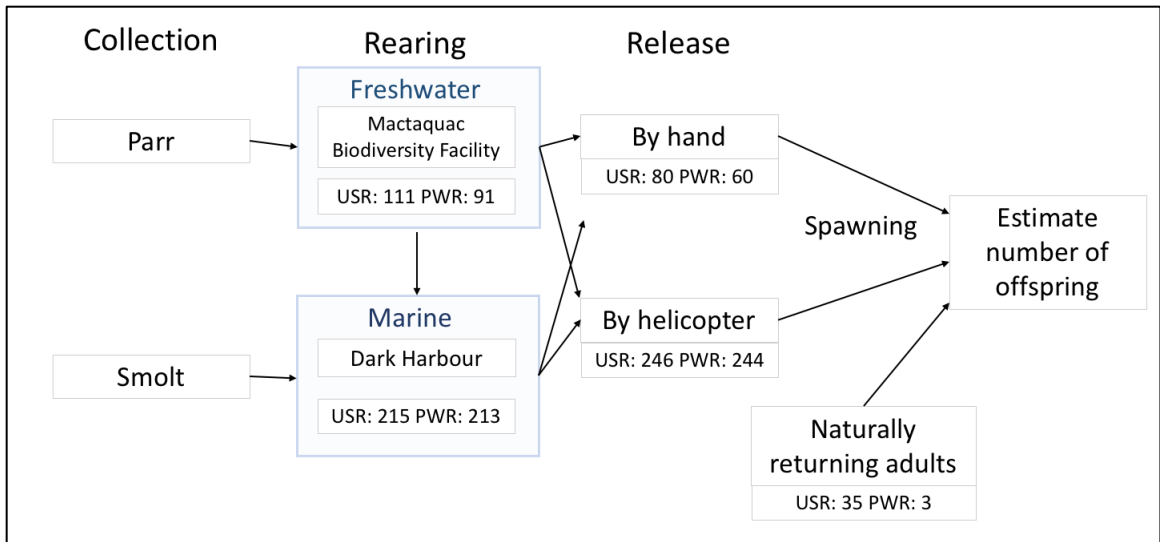 Collection
Rearing
Release
Freshwater
Mactaquac
Biodiversity Facility
USR: 111 PWR: 91
Parr
By hand
USR: 80 PWR: 60
Spawning
Estimate
number of
offspring
Marine
Dark Harbour
USR: 215 PWR: 213
Smolt
By helicopter
USR: 246 PWR: 244
Naturally
returning adults
USR: 35 PWR: 3